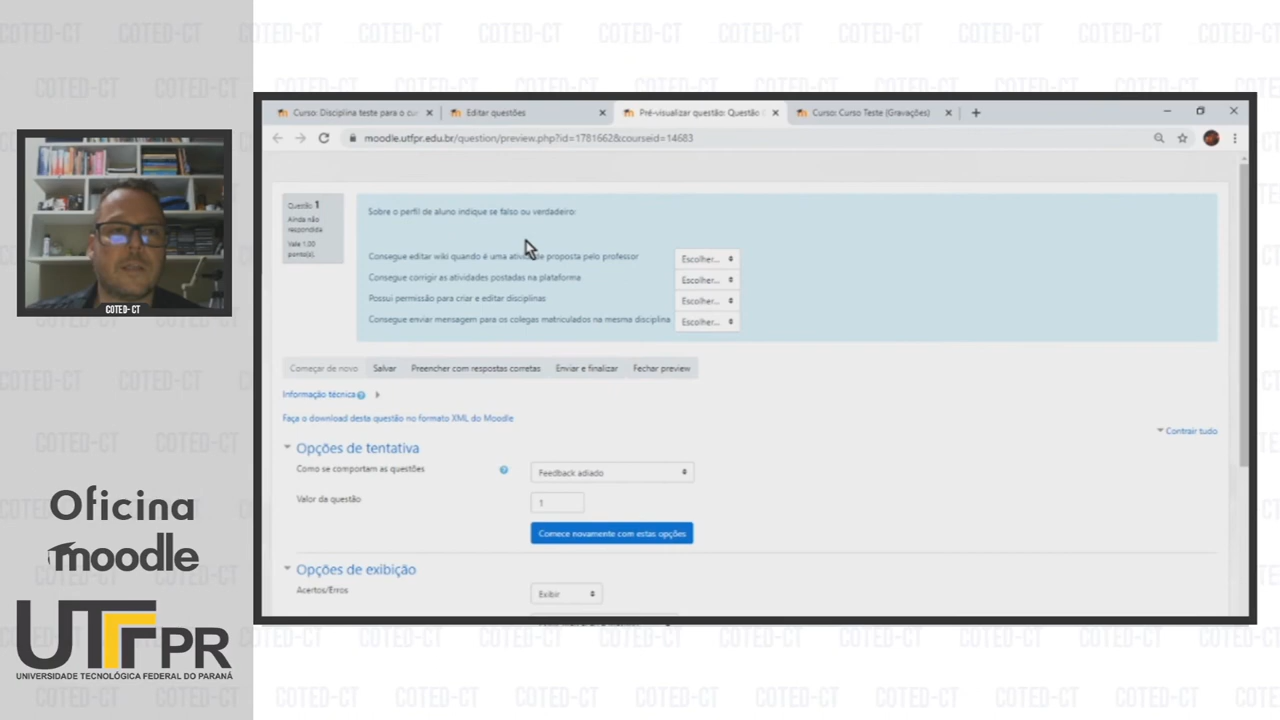 COTED-CT
Oficina
moodle
UTFPR
UNIVERSIDADE TECNOLÓGICA FEDERAL DO PARANÁ
Curso: Disciplina teste para o cur
Editar questões
Pré-visualizar questão: Questão
Curso: Curso Teste (Gravações)
moodle.utfpr.edu.br/question/preview.php?id=1781662&courseid=14683
Questão 1
Ainda não
respondida
Vale 1,00
ponto(s).
Sobre o perfil de aluno indique se falso ou verdadeiro:
Consegue editar wiki quando é uma atividade proposta pelo professor Escolher...
Consegue corrigir as atividades postadas na plataforma Escolher...
Possui permissão para criar e editar disciplinas Escolher...
Consegue enviar mensagem para os colegas matriculados na mesma disciplina Escolher...
Começar de novo Salvar Preencher com respostas corretas Enviar e finalizar Fechar preview
Informação técnica
Faça o download desta questão no formato XML do Moodle
Contrair tudo
Opções de tentativa
Como se comportam as questões Feedback adiado
Valor da questão 1
Comece novamente com estas opções
Opções de exibição
Acertos/Erros Exibir